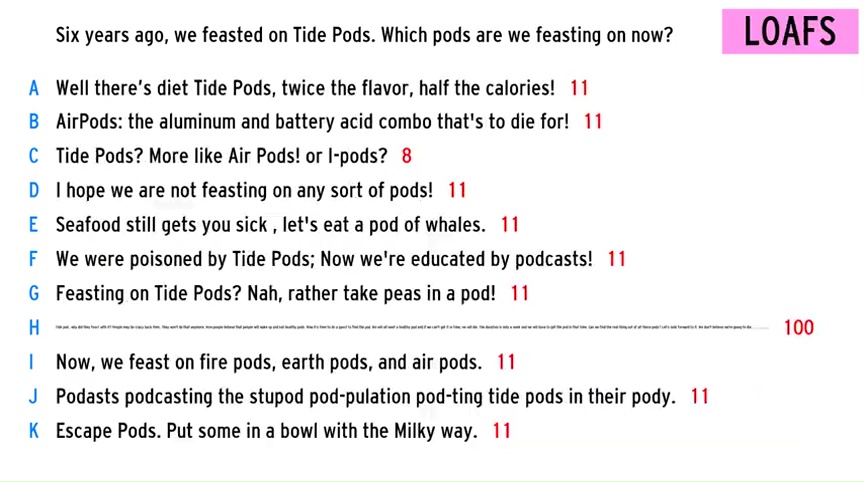 Six years ago, we feasted on Tide Pods. Which pods are we feasting on now?
LOAFS
A Well there's diet Tide Pods, twice the flavor, half the calories! 11
B AirPods: the aluminum and battery acid combo that's to die for! 11
C Tide Pods? More like Air Pods! or I-pods? 8
D I hope we are not feasting on any sort of pods! 11
E Seafood still gets you sick , let's eat a pod of whales. 11
F We were poisoned by Tide Pods; Now we're educated by podcasts! 11
G Feasting on Tide Pods? Nah, rather take peas in a pod! 11
H 100
I Now, we feast on fire pods, earth pods, and air pods. 11
J Podasts podcasting the stupod pod-pulation pod-ting tide pods in their pody. 11
K Escape Pods. Put some in a bowl with the Milky way. 11